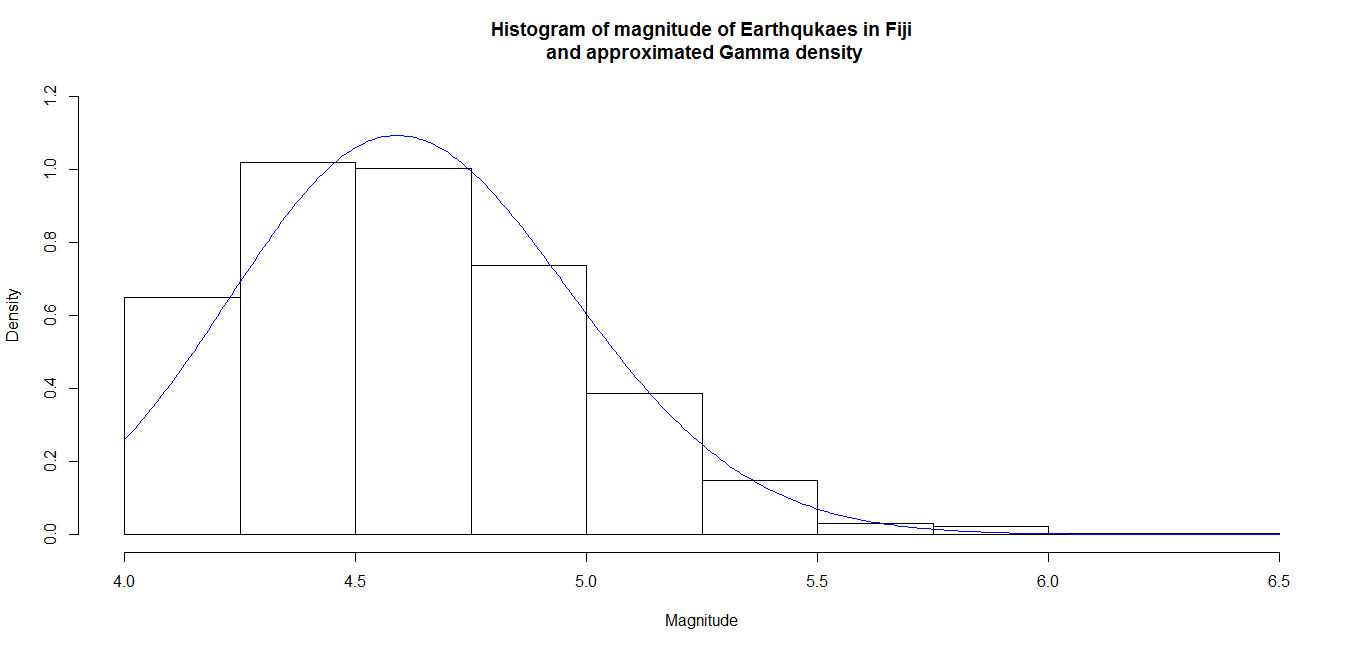 Histogram of magnitude of Earthqukaes in Fiji
and approximated Gamma density
Density
1.2
1.0
0.8
0.6
0.4
0.2
0.0
4.0 4.5 5.0 5.5 6.0 6.5
Magnitude